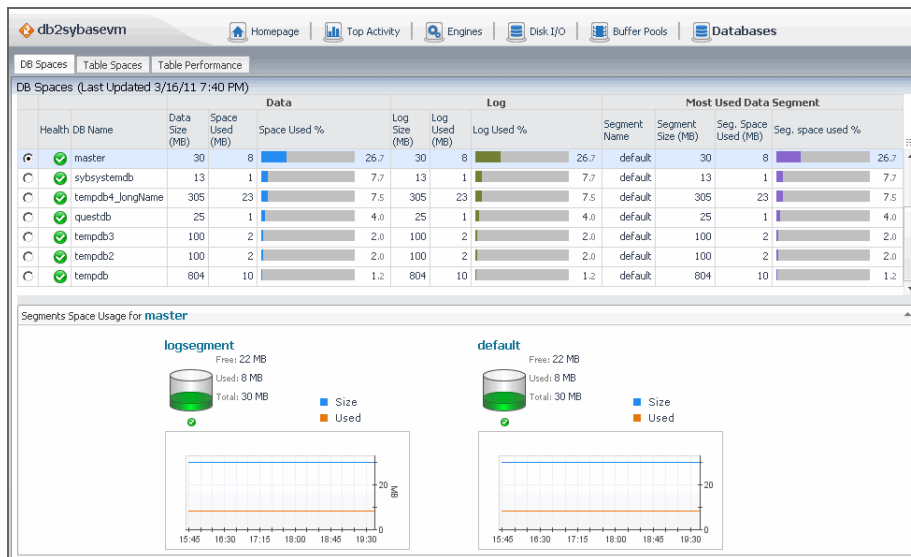 db2sybasevm Homepage Top Activity Engines Disk I/O Buffer Pools Databases
DB Spaces Table Spaces Table Performance
DB Spaces (Last Updated 3/16/11 7:40 PM)
Data Log Most Used Data Segment
Health DB Name Data Size (MB) Space Used (MB) Space Used % Log Size (MB) Log Used (MB) Log Used % Segment Name Segment Size (MB) Seg. Space Used (MB) Seg. space used %
master 30 8 26.7 30 8 26.7 default 30 8 26.7
sybsystemdb 13 1 7.7 13 1 7.7 default 13 1 7.7
tempdb4_longName 305 23 7.5 305 23 7.5 default 305 23 7.5
questdb 25 1 4.0 25 1 4.0 default 25 1 4.0
tempdb3 100 2 2.0 100 2 2.0 default 100 2 2.0
tempdb2 100 2 2.0 100 2 2.0 default 100 2 2.0
tempdb 804 10 1.2 804 10 1.2 default 804 10 1.2
Segments Space Usage for master
logsegment
Free: 22 MB
Used: 8 MB
Total: 30 MB
Size
Used
20
MB
0
15:45 16:30 17:15 18:00 18:45 19:30
default
Free: 22 MB
Used: 8 MB
Total: 30 MB
Size
Used
20
0
15:45 16:30 17:15 18:00 18:45 19:30